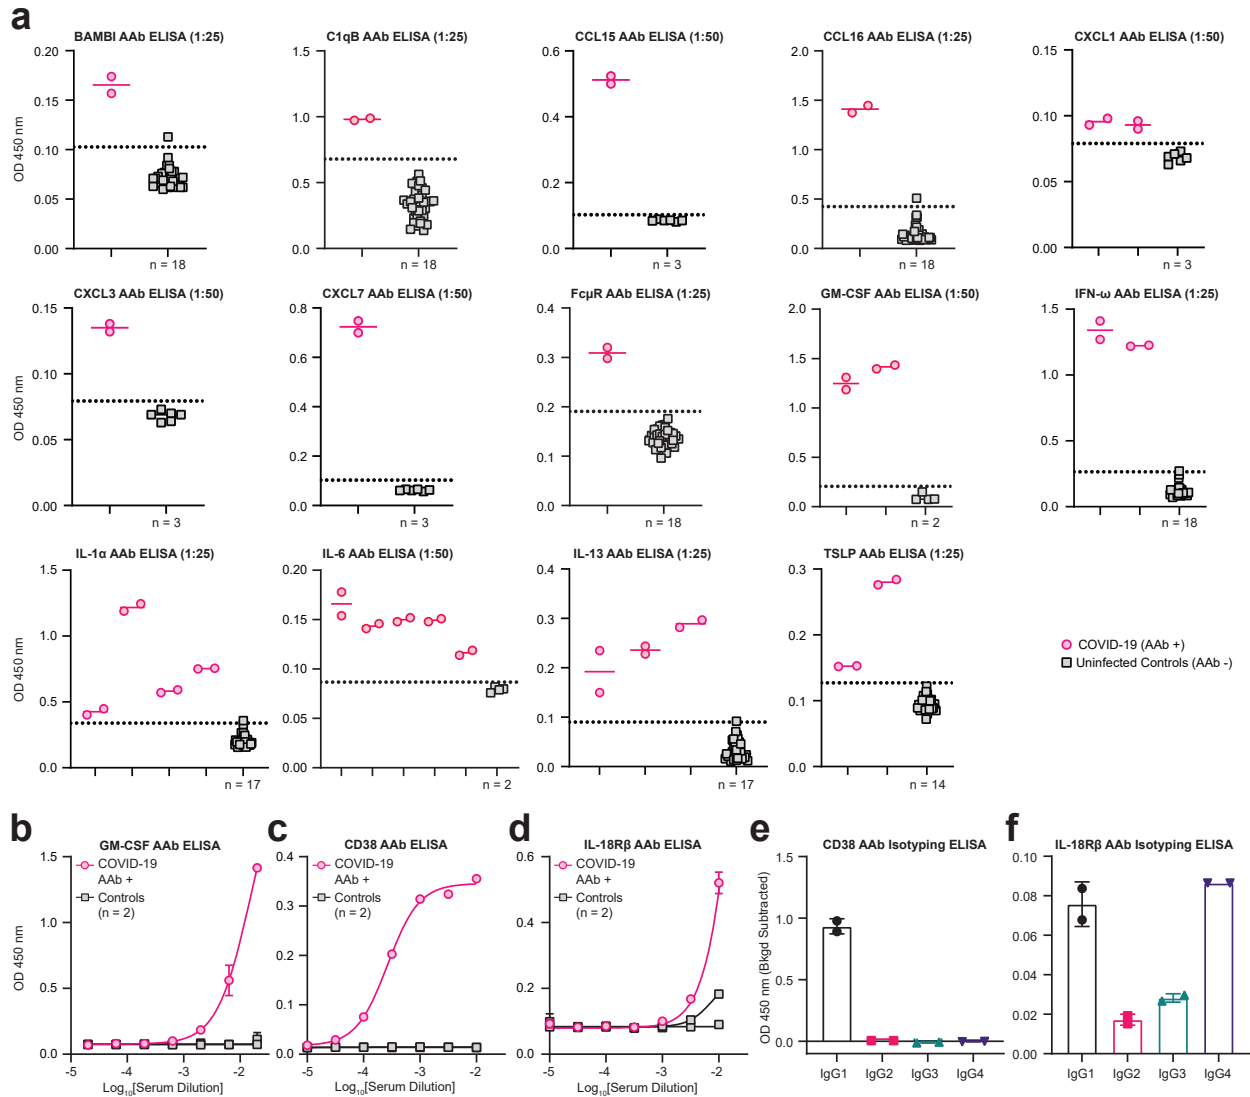 a
BAMBI AAb ELISA (1:25)
C1qB AAb ELISA (1:25)
CCL15 AAb ELISA (1:50)
CCL16 AAb ELISA (1:25)
CXCL1 AAb ELISA (1:50)
OD 450 nm
0.20
0.15
0.10
0.05
0.00
n = 18
1.5
1.0
0.5
0.0
n = 18
0.6
0.4
0.2
0.0
n = 3
2.0
1.5
1.0
0.5
0.0
n = 18
0.15
0.10
0.05
0.00
n = 3
CXCL3 AAb ELISA (1:50)
CXCL7 AAb ELISA (1:50)
FcμR AAb ELISA (1:25)
GM-CSF AAb ELISA (1:50)
IFN-ω AAb ELISA (1:25)
OD 450 nm
0.15
0.10
0.05
0.00
n = 3
0.8
0.6
0.4
0.2
0.0
n = 3
0.4
0.3
0.2
0.1
0.0
n = 18
2.0
1.5
1.0
0.5
0.0
n = 2
1.5
1.0
0.5
0.0
n = 18
IL-1α AAb ELISA (1:25)
IL-6 AAb ELISA (1:50)
IL-13 AAb ELISA (1:25)
TSLP AAb ELISA (1:25)
OD 450 nm
1.5
1.0
0.5
0.0
n = 17
0.20
0.15
0.10
0.05
0.00
n = 2
0.4
0.3
0.2
0.1
0.0
n = 17
0.3
0.2
0.1
0.0
n = 14
COVID-19 (AAb +)
Uninfected Controls (AAb -)
b
GM-CSF AAb ELISA
COVID-19
AAb +
Controls
(n = 2)
OD 450 nm
1.5
1.0
0.5
0.0
-5
-4
-3
-2
Log10[Serum Dilution]
c
CD38 AAb ELISA
COVID-19
AAb +
Controls
(n = 2)
0.4
0.3
0.2
0.1
0.0
-5
-4
-3
-2
Log10[Serum Dilution]
d
IL-18Rβ AAb ELISA
COVID-19
AAb +
Controls
(n = 2)
0.6
0.4
0.2
0.0
-5
-4
-3
-2
Log10[Serum Dilution]
e
CD38 AAb Isotyping ELISA
OD 450 nm (Bkgd Subtracted)
1.5
1.0
0.5
0.0
IgG1
IgG2
IgG3
IgG4
f
IL-18Rβ AAb Isotyping ELISA
0.10
0.08
0.06
0.04
0.02
0.00
IgG1
IgG2
IgG3
IgG4